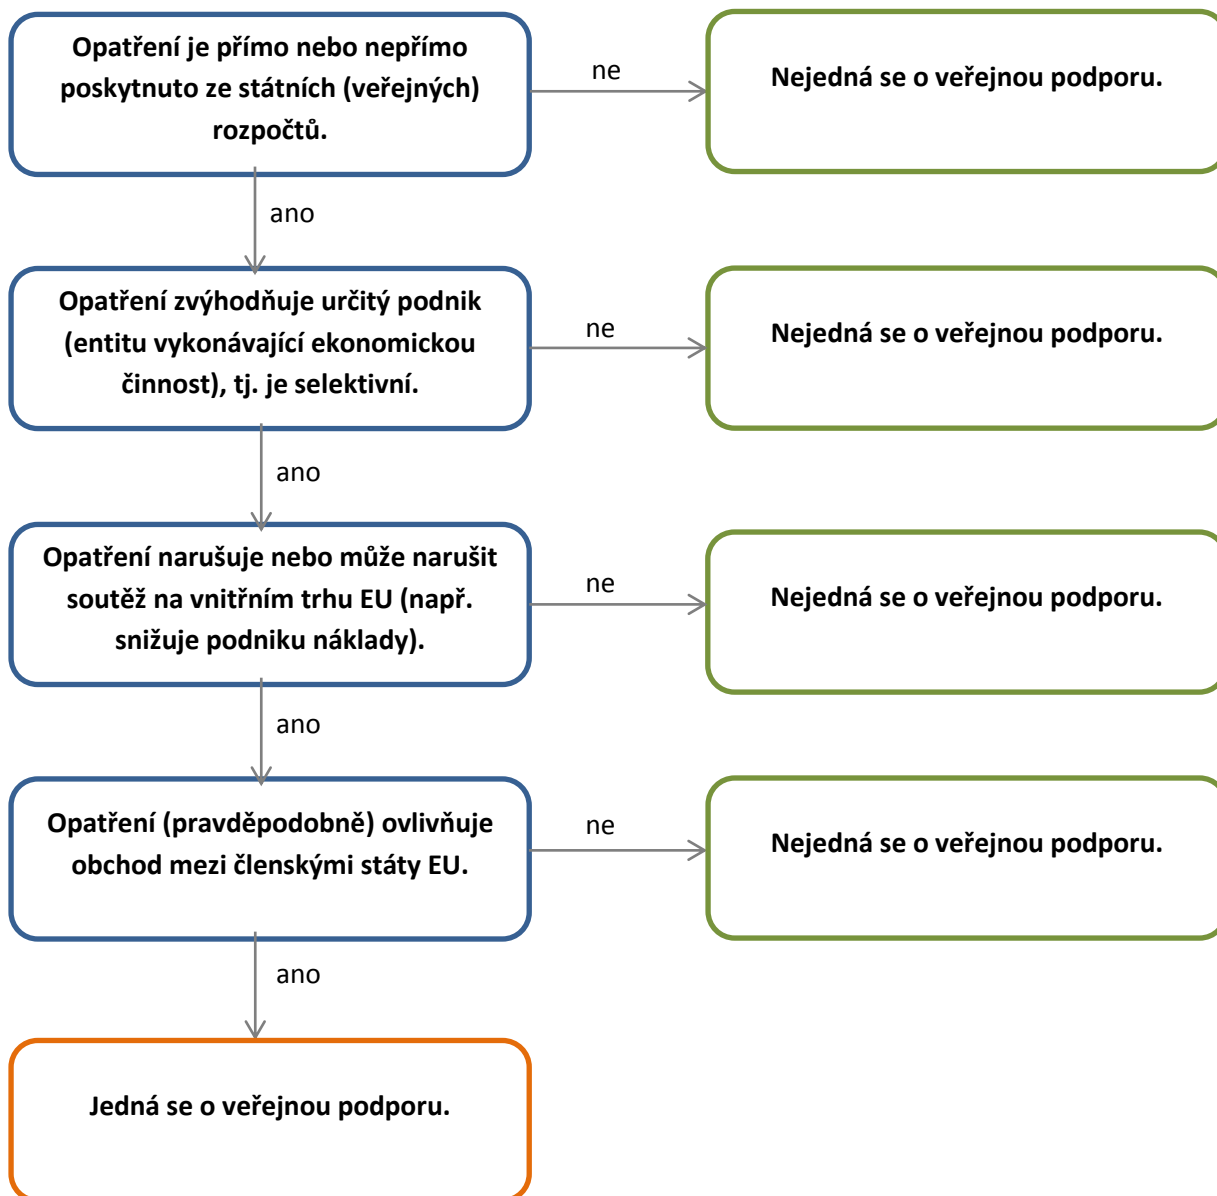 Opatření je přímo nebo nepřímo
poskytnuto ze státních (veřejných)
rozpočtů.
ne
Nejedná se o veřejnou podporu.
ano
Opatření zvýhodňuje určitý podnik
(entitu vykonávající ekonomickou
činnost), tj. je selektivní.
ne
Nejedná se o veřejnou podporu.
ano
Opatření narušuje nebo může narušit
soutěž na vnitřním trhu EU (např.
snižuje podniku náklady).
ne
Nejedná se o veřejnou podporu.
ano
Opatření (pravděpodobně) ovlivňuje
obchod mezi členskými státy EU.
ne
Nejedná se o veřejnou podporu.
ano
Jedná se o veřejnou podporu.